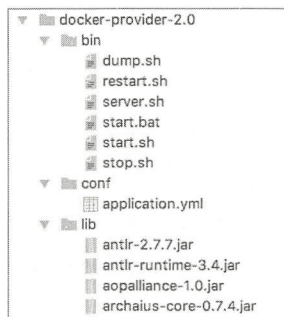 docker-provider-2.0
bin
dump.sh
restart.sh
server.sh
start.bat
start.sh
stop.sh
conf
application.yml
lib
antlr-2.7.7.jar
antlr-runtime-3.4.jar
aopalliance-1.0.jar
archaius-core-0.7.4.jar